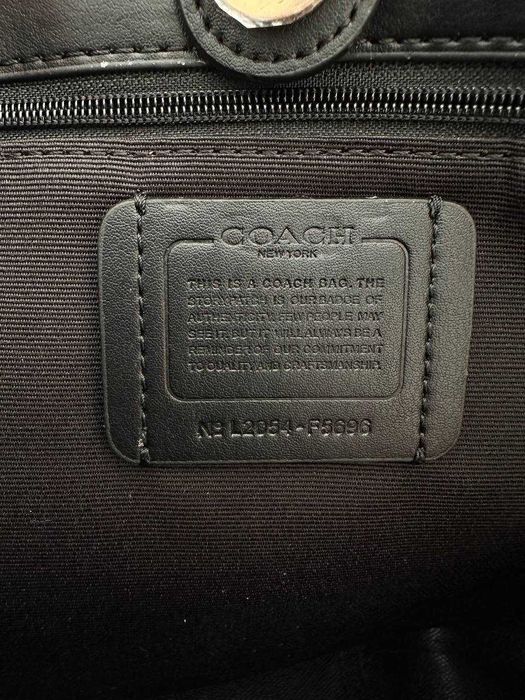 COACH
NEW YORK
THIS IS A COACH BAG. THE
STORYPATCH IS OUR BADGE OF
AUTHENTICITY. FEW PEOPLE MAY
SEE IT BUT IT WILL ALWAYS BE A
REMINDER OF OUR COMMITMENT
TO QUALITY AND CRAFTSMANSHIP.
No L2054-F5696